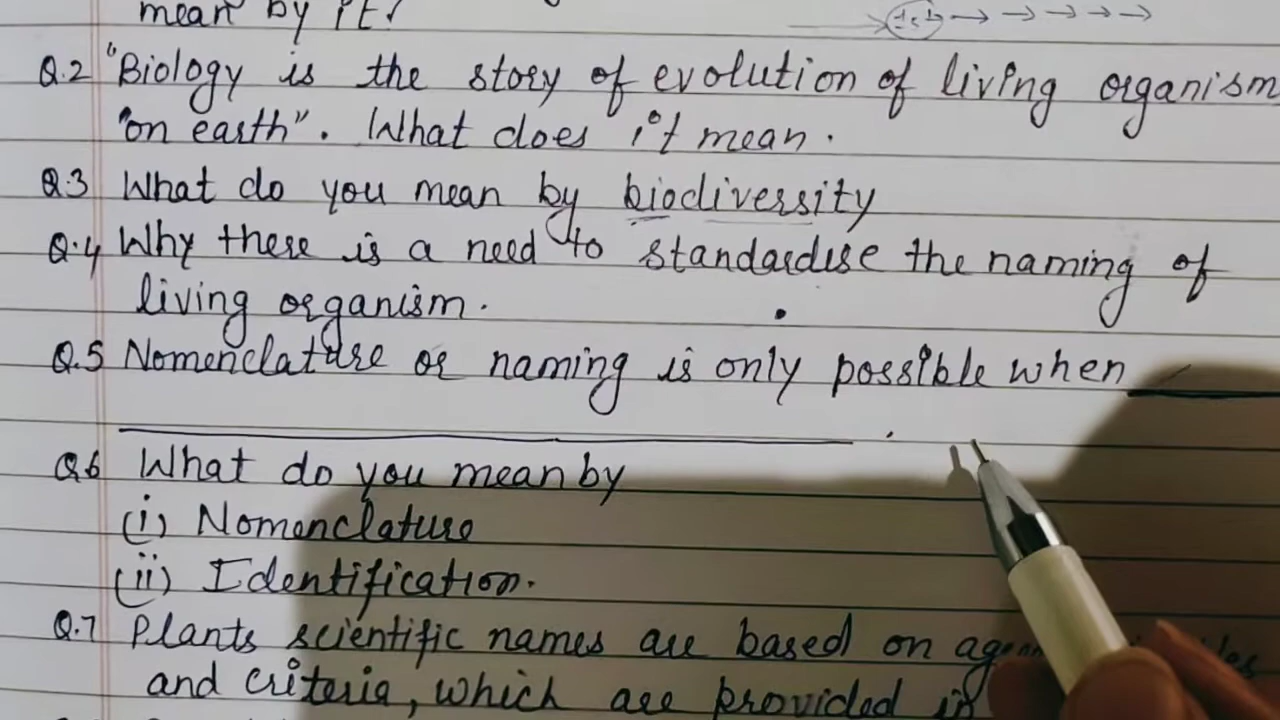 mean by it?
Q.2 "Biology is the story of evolution of living organism
"on earth". What does it mean.
Q.3 What do you mean by biodiversity
Q.4 Why there is a need to standardise the naming of
living organism.
Q.5 Nomenclature or naming is only possible when
Q.6 What do you mean by
(i) Nomenclature
(ii) Identification.
Q.7 Plants scientific names are based on
and criteria, which are provided in